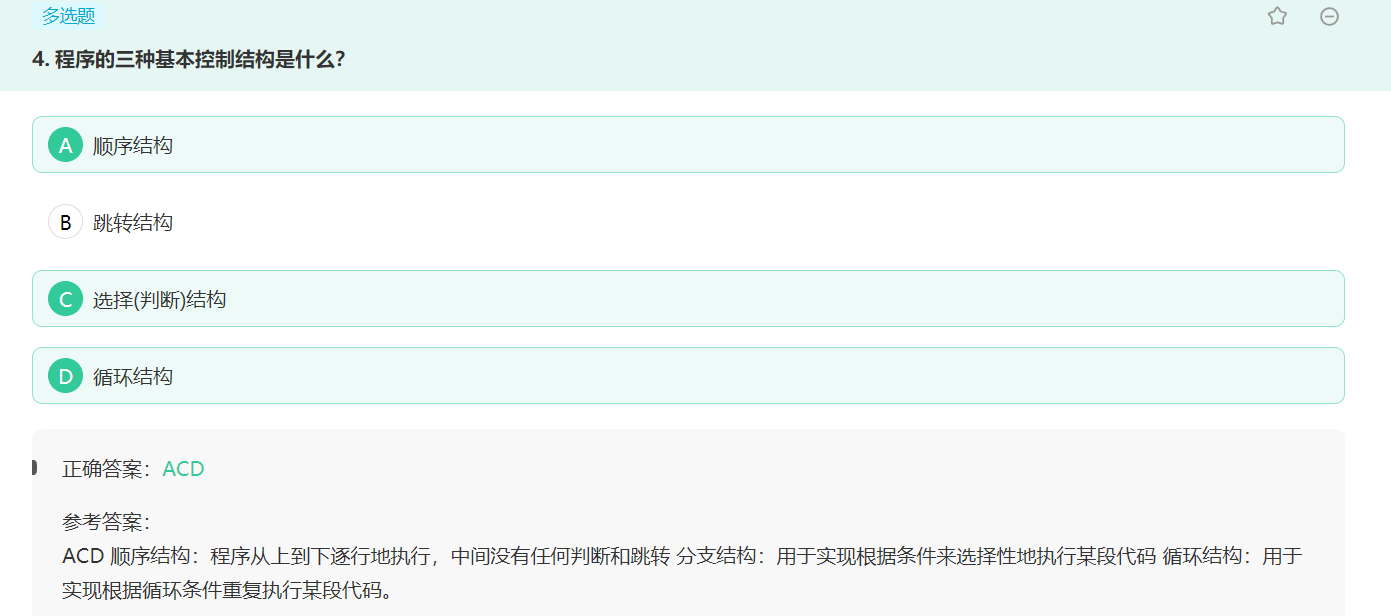 多选题
4. 程序的三种基本控制结构是什么?
A 顺序结构
B 跳转结构
C 选择(判断)结构
D 循环结构
正确答案：ACD
参考答案：
ACD 顺序结构：程序从上到下逐行地执行，中间没有任何判断和跳转 分支结构：用于实现根据条件来选择性地执行某段代码 循环结构：用于
实现根据循环条件重复执行某段代码。